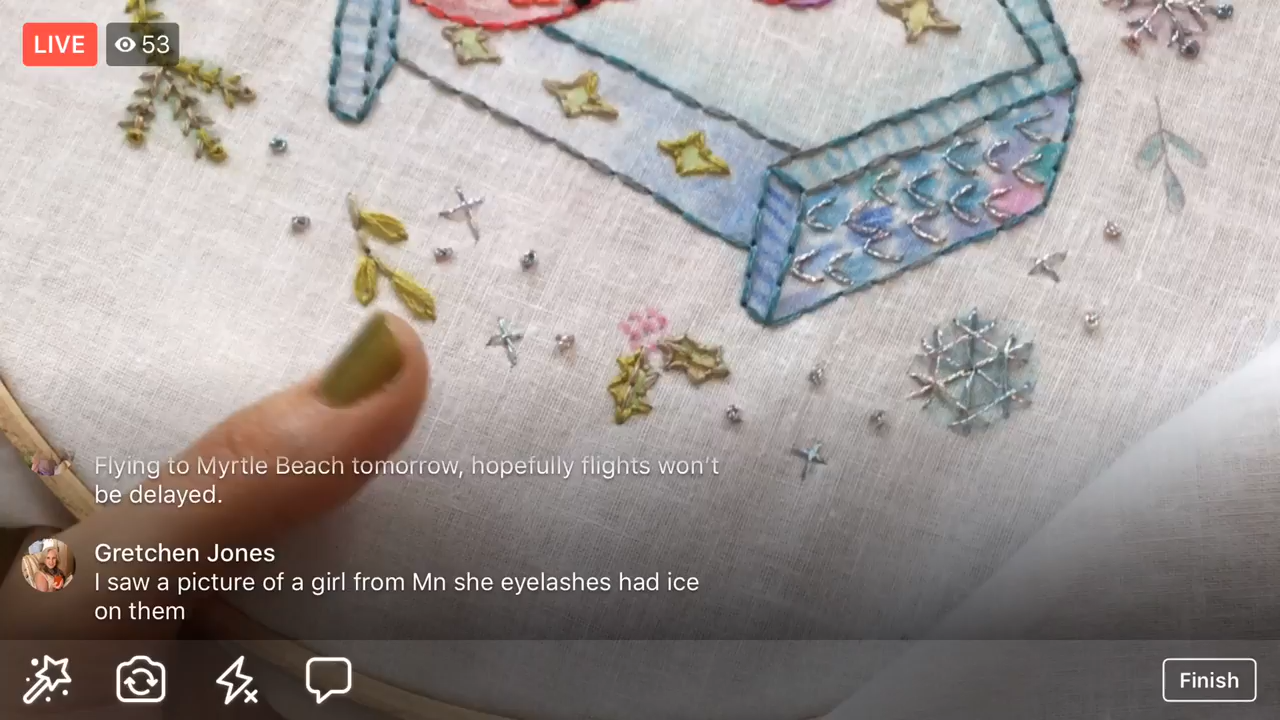 LIVE 53
Flying to Myrtle Beach tomorrow, hopefully flights won't
be delayed.
Gretchen Jones
I saw a picture of a girl from Mn she eyelashes had ice
on them
Finish